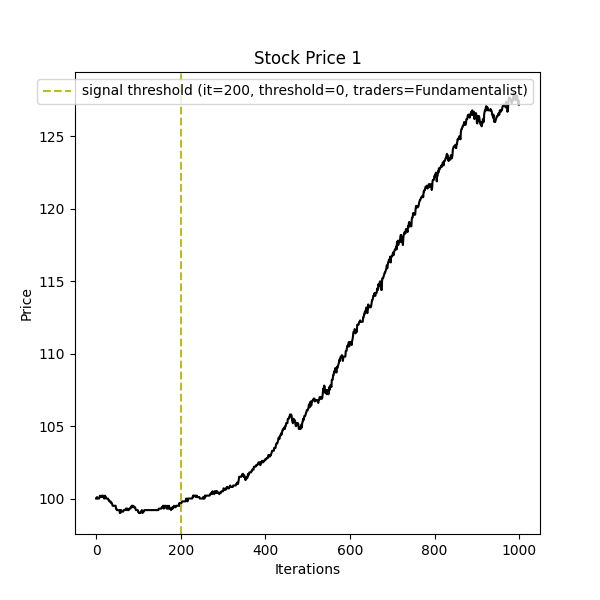 Stock Price 1
signal threshold (it=200, threshold=0, traders=Fundamentalist)
125
120
115
110
105
100
Price
0 200 400 600 800 1000
Iterations